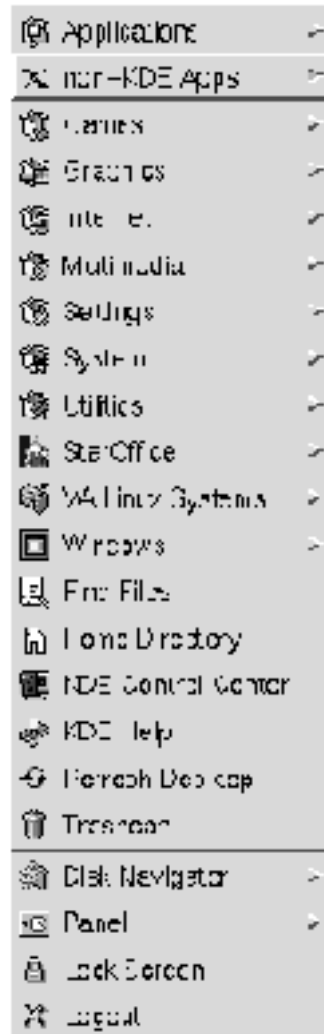 Applications
non-KDE Apps
Games
Graphics
Internet
Multimedia
Settings
System
Utilities
StarOffice
VA Linux Systems
Windows
Find Files
Home Directory
KDE Control Center
KDE Help
Refresh Desktop
Trashcan
Disk Navigator
Panel
Lock Screen
Logout